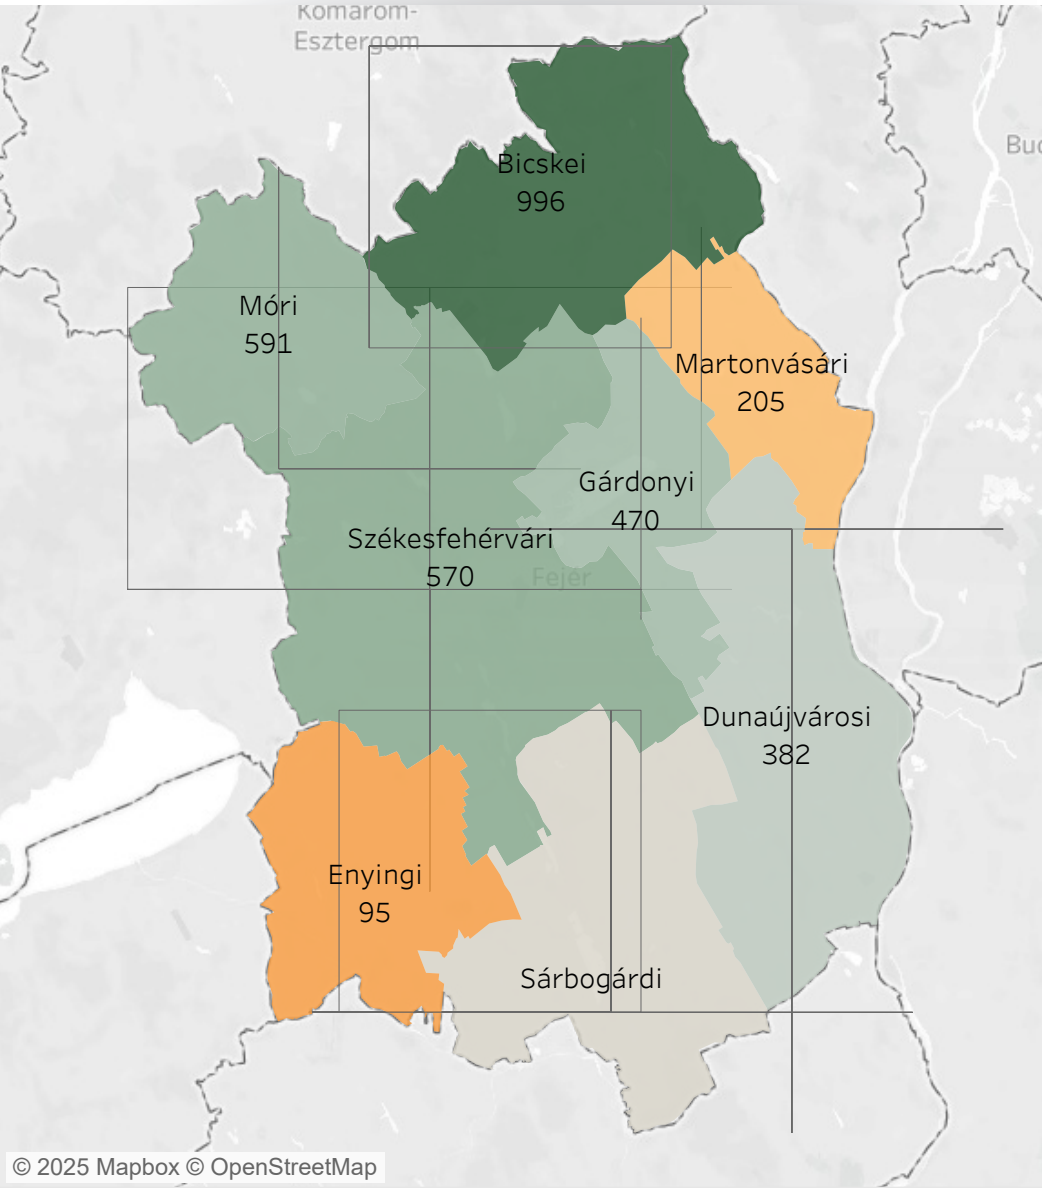 Komárom-
Esztergom
Bicskei
996
Bud
Móri
591
Martonvásári
205
Gárdonyi
470
Székesfehérvári
570
Fejér
Dunaújvárosi
382
Enyingi
95
Sárbogárdi
© 2025 Mapbox © OpenStreetMap